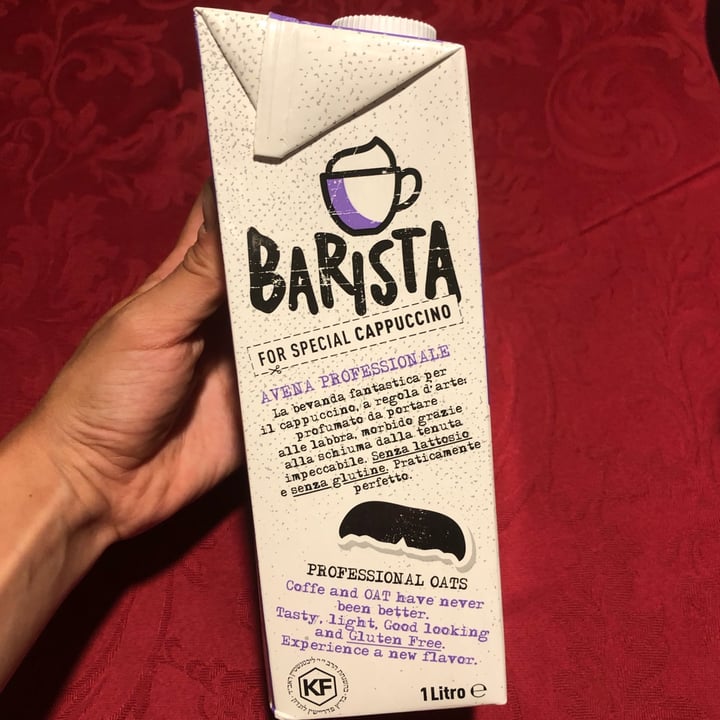 BARISTA
FOR SPECIAL CAPPUCCINO
AVENA PROFESSIONALE
La bevanda fantastica per
il cappuccino, a regola d'arte:
profumato da portare
alle labbra, morbido grazie
alla schiuma dalla tenuta
impeccabile. Senza lattosio
e senza glutine. Praticamente
perfetto.
PROFESSIONAL OATS
Coffe and OAT have never
been better.
Tasty, light, Good looking
and Gluten Free.
Experience a new flavor.
KF
1 Litro e